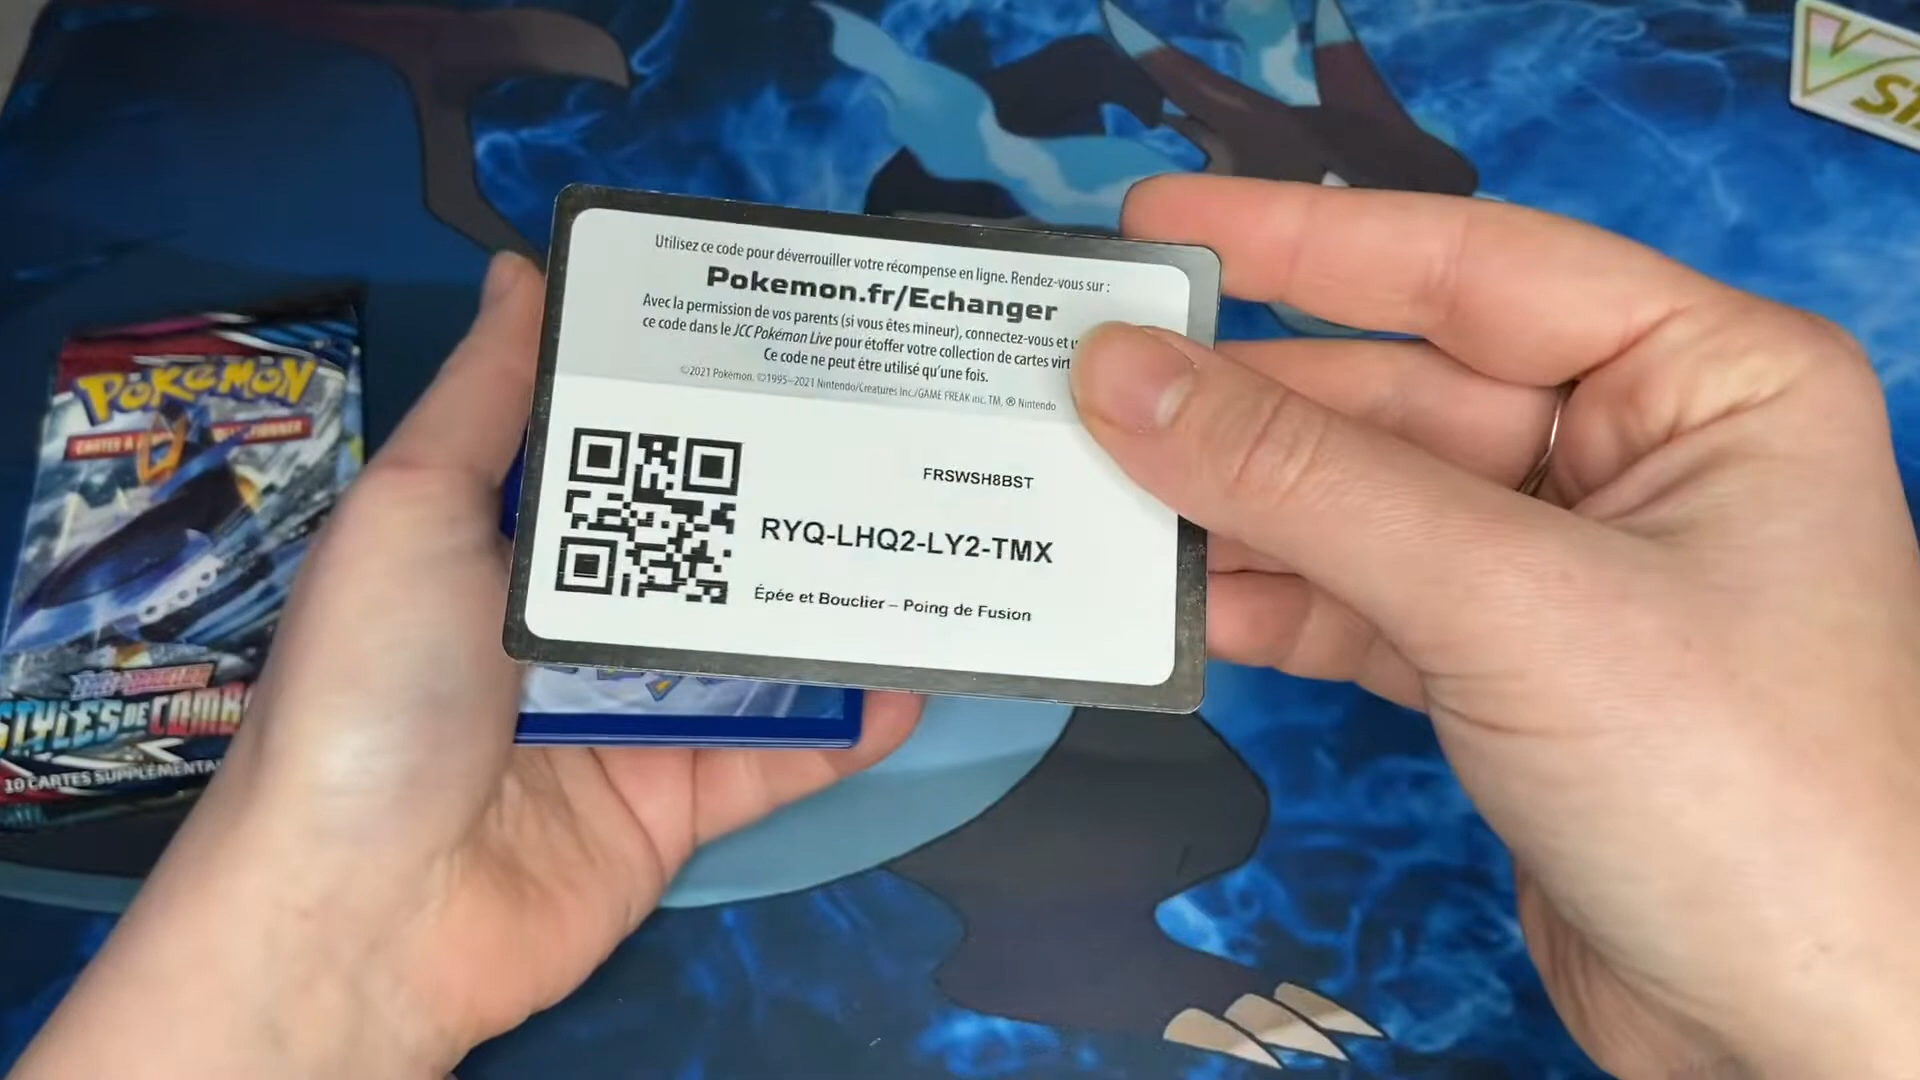 Utilisez ce code pour déverrouiller votre récompense en ligne. Rendez-vous sur :
Pokemon.fr/Echanger
Avec la permission de vos parents (si vous êtes mineur), connectez-vous et
ce code dans le JCC Pokémon Live pour étoffer votre collection de cartes virt
Ce code ne peut être utilisé qu'une fois.
©2021 Pokémon. ©1995–2021 Nintendo/Creatures Inc./GAME FREAK inc. TM, ® Nintendo
FRSWSH8BST
RYQ-LHQ2-LY2-TMX
Épée et Bouclier – Poing de Fusion
POKéMON
CARTES À
STYLES DE COMB
10 CARTES SUPPLÉMENTA
V